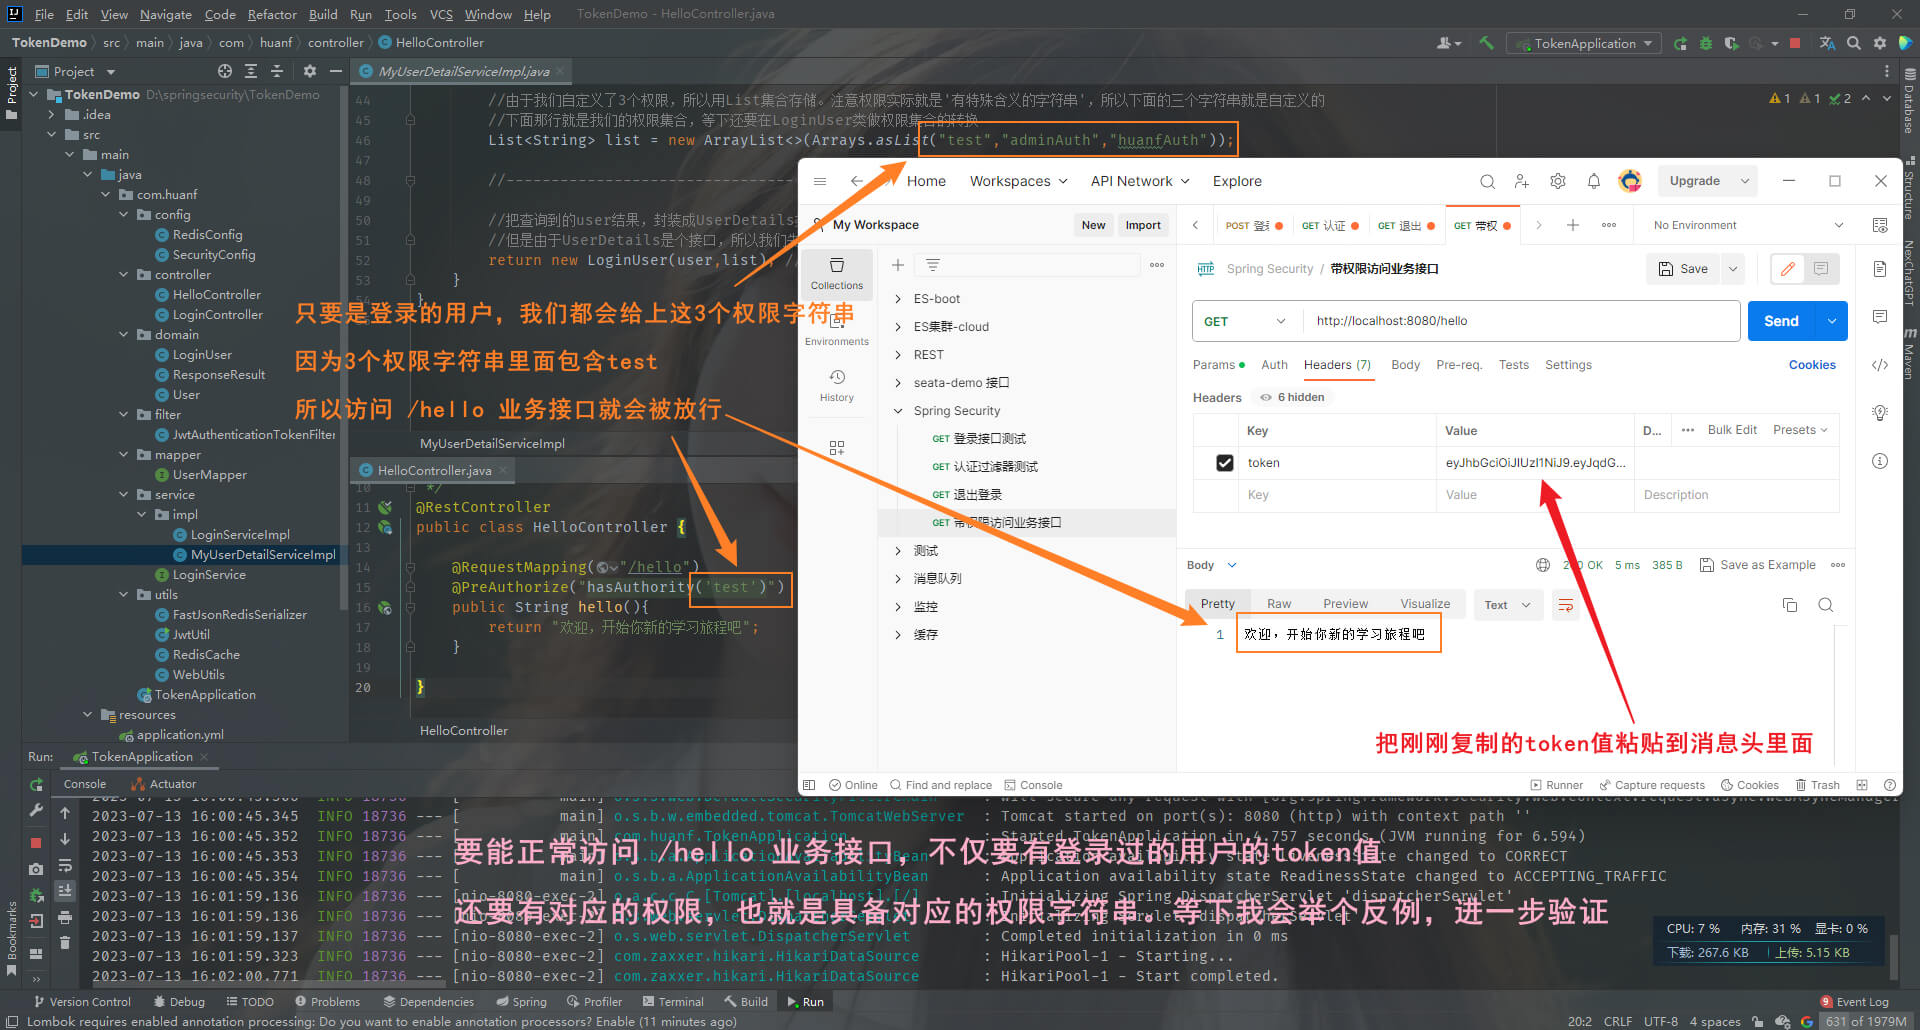 File Edit View Navigate Code Refactor Build Run Tools VCS Window Help TokenDemo - HelloController.java
TokenDemo src main java com huanf controller HelloController TokenApplication
Project
MyUserDetailServiceImpl.java
TokenDemo D:\springsecurity\TokenDemo
.idea
src
main
java
com.huanf
config
RedisConfig
SecurityConfig
controller
HelloController
LoginController
domain
LoginUser
ResponseResult
User
filter
JwtAuthenticationTokenFilter
mapper
UserMapper
service
impl
LoginServiceImpl
MyUserDetailServiceImpl
LoginService
utils
FastJsonRedisSerializer
JwtUtil
RedisCache
WebUtils
TokenApplication
resources
application.yml
Project
Bookmarks
Database
Structure
NexChatGPT
Maven
1 1 2
44 //由于我们自定义了3个权限，所以用List集合存储。注意权限实际就是'有特殊含义的字符串'，所以下面的三个字符串就是自定义的
45 //下面那行就是我们的权限集合，等下还要在LoginUser类做权限集合的转换
46 List<String> list = new ArrayList<>(Arrays.asList("test","adminAuth","huanfAuth"));
47
48 //--------------------------------
49
50 //把查询到的user结果，封装成UserDetails
51 //但是由于UserDetails是个接口，所以我们
52 return new LoginUser(user,list); //
53 }
54 }
只要是登录的用户，我们都会给上这3个权限字符串
因为3个权限字符串里面包含test
所以访问 /hello 业务接口就会被放行
MyUserDetailServiceImpl
HelloController.java
10 */
11 @RestController
12 public class HelloController {
13
14 @RequestMapping("/hello")
15 @PreAuthorize("hasAuthority('test')")
16 public String hello(){
17 return "欢迎，开始你新的学习旅程吧";
18 }
19
20 }
HelloController
Home Workspaces API Network Explore Upgrade
My Workspace New Import
POST 登录 GET 认证 GET 退出 GET 带权 No Environment
Collections
Environments
History
ES-boot
ES集群-cloud
REST
seata-demo 接口
Spring Security
GET 登录接口测试
GET 认证过滤器测试
GET 退出登录
GET 带权限访问业务接口
测试
消息队列
监控
缓存
HTTP Spring Security / 带权限访问业务接口 Save
GET http://localhost:8080/hello Send
Params Auth Headers (7) Body Pre-req. Tests Settings Cookies
Headers 6 hidden
Key Value D... Bulk Edit Presets
token eyJhbGciOiJIUzI1NiJ9.eyJqdG...
Key Value Description
Body 200 OK 5 ms 385 B Save as Example
Pretty Raw Preview Visualize Text
1 欢迎，开始你新的学习旅程吧
把刚刚复制的token值粘贴到消息头里面
Online Find and replace Console Runner Capture requests Cookies Trash
Run: TokenApplication
Console Actuator
2023-07-13 16:00:45.345 INFO 18736 --- [ main] o.s.b.w.embedded.tomcat.TomcatWebServer : Tomcat started on port(s): 8080 (http) with context path ''
2023-07-13 16:00:45.352 INFO 18736 --- [ main] com.huanf.TokenApplication : Started TokenApplication in 4.757 seconds (JVM running for 6.594)
2023-07-13 16:00:45.353 INFO 18736 --- [ main] o.s.b.a.ApplicationAvailabilityBean : Application availability state LivenessState changed to CORRECT
2023-07-13 16:00:45.354 INFO 18736 --- [ main] o.s.b.a.ApplicationAvailabilityBean : Application availability state ReadinessState changed to ACCEPTING_TRAFFIC
2023-07-13 16:01:59.136 INFO 18736 --- [nio-8080-exec-2] o.a.c.c.C.[Tomcat].[localhost].[/] : Initializing Spring DispatcherServlet 'dispatcherServlet'
2023-07-13 16:01:59.136 INFO 18736 --- [nio-8080-exec-2] o.s.web.servlet.DispatcherServlet : Initializing Servlet 'dispatcherServlet'
2023-07-13 16:01:59.137 INFO 18736 --- [nio-8080-exec-2] o.s.web.servlet.DispatcherServlet : Completed initialization in 0 ms
2023-07-13 16:01:59.323 INFO 18736 --- [nio-8080-exec-2] com.zaxxer.hikari.HikariDataSource : HikariPool-1 - Starting...
2023-07-13 16:02:00.771 INFO 18736 --- [nio-8080-exec-2] com.zaxxer.hikari.HikariDataSource : HikariPool-1 - Start completed.
要能正常访问 /hello 业务接口，不仅要有登录过的用户的token值
还要有对应的权限，也就是具备对应的权限字符串，等下我会举个反例，进一步验证
CPU: 7 % 内存: 31 % 显卡: 0 %
下载: 267.6 KB 上传: 5.15 KB
Version Control Debug TODO Problems Dependencies Spring Profiler Terminal Build Run 9 Event Log
Lombok requires enabled annotation processing: Do you want to enable annotation processors? Enable (11 minutes ago) 20:2 CRLF UTF-8 4 spaces 631 of 1979M